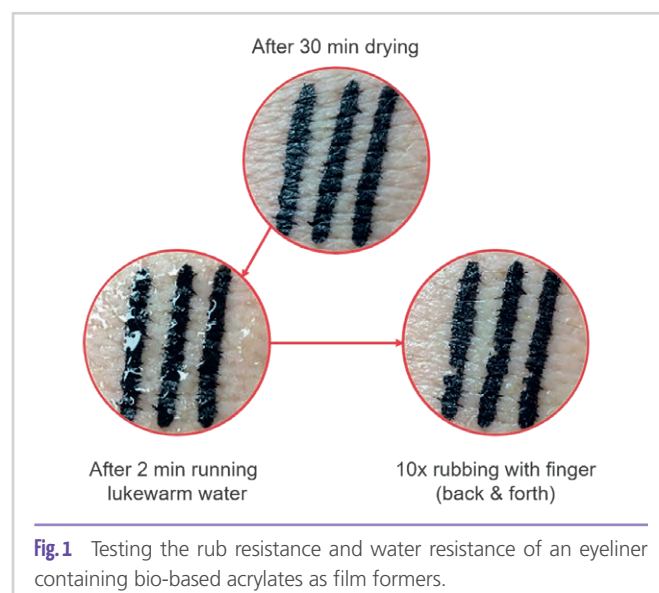 After 30 min drying
After 2 min running
lukewarm water
10x rubbing with finger
(back & forth)
Fig. 1 Testing the rub resistance and water resistance of an eyeliner
containing bio-based acrylates as film formers.